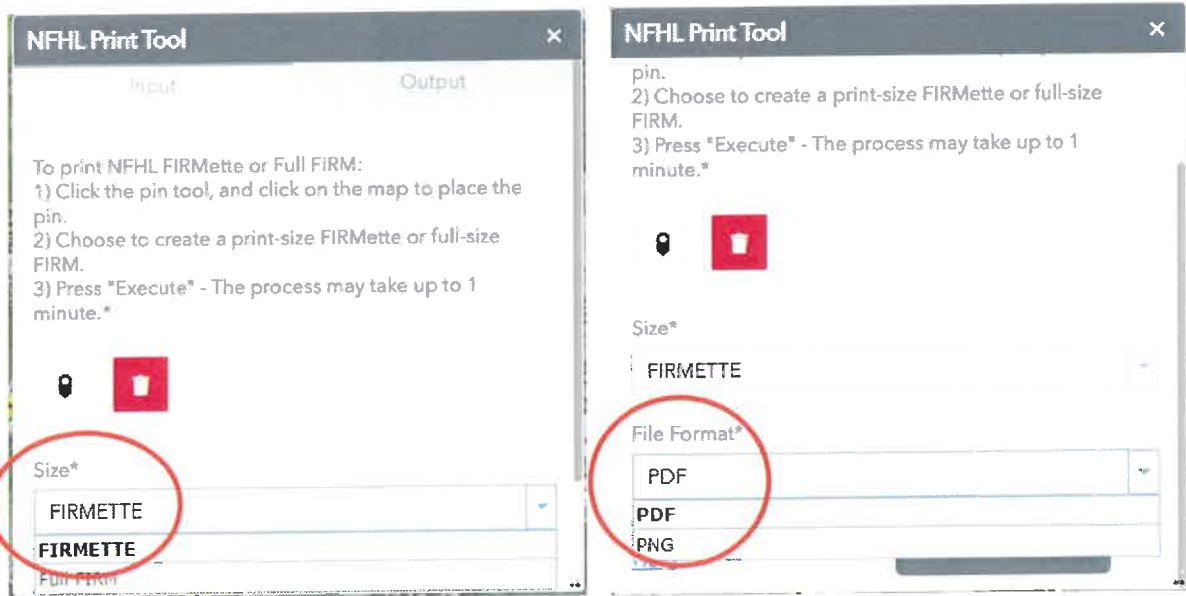 NFHL Print Tool
Input Output
To print NFHL FIRMette or Full FIRM:
1) Click the pin tool, and click on the map to place the
pin.
2) Choose to create a print-size FIRMette or full-size
FIRM.
3) Press "Execute" - The process may take up to 1
minute.*
Size*
FIRMETTE
FIRMETTE
Full FIRM
NFHL Print Tool
pin.
2) Choose to create a print-size FIRMette or full-size
FIRM.
3) Press "Execute" - The process may take up to 1
minute.*
Size*
FIRMETTE
File Format*
PDF
PDF
PNG